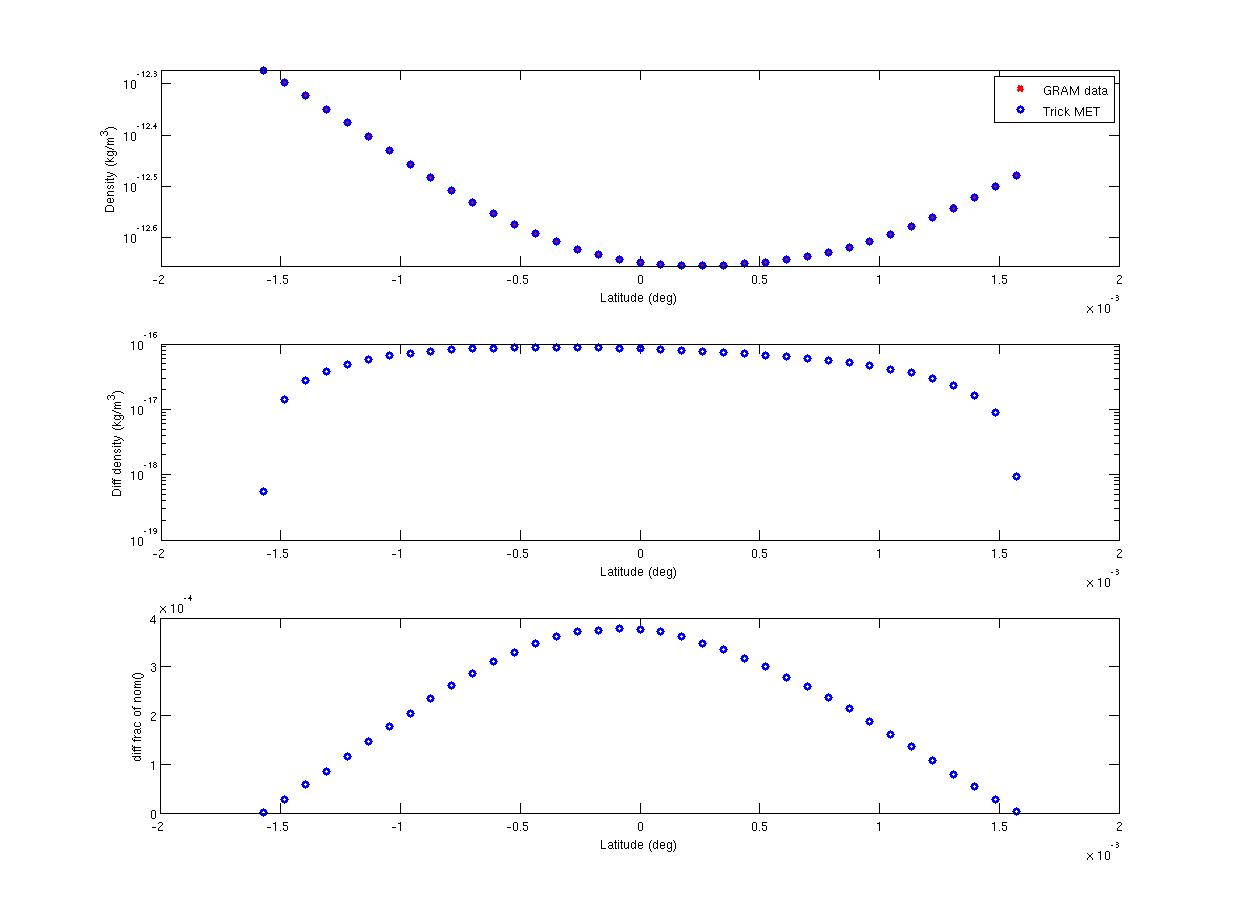 10^-12.3
10^-12.4
10^-12.5
10^-12.6
Density (kg/m^3)
GRAM data
Trick MET
-2 -1.5 -1 -0.5 0 0.5 1 1.5 2
Latitude (deg)
× 10^-3
10^-16
10^-17
10^-18
10^-19
Diff density (kg/m^3)
-2 -1.5 -1 -0.5 0 0.5 1 1.5 2
Latitude (deg)
× 10^-3
× 10^-4
4
3
2
1
0
diff frac of nom()
-2 -1.5 -1 -0.5 0 0.5 1 1.5 2
Latitude (deg)
× 10^-3